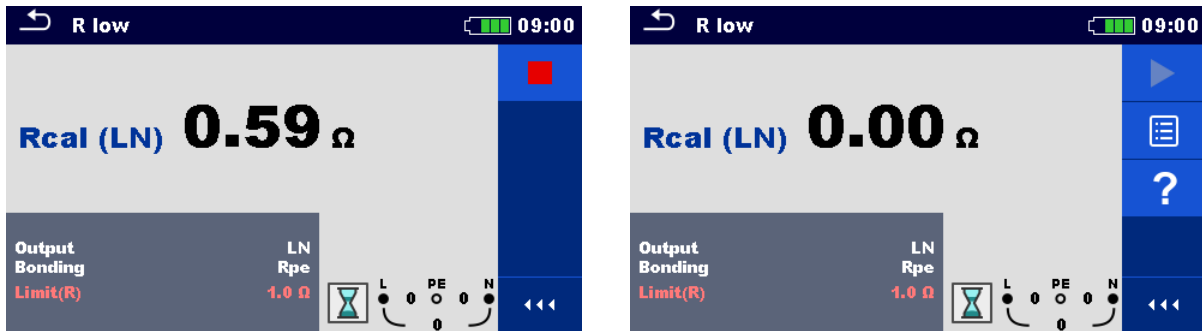 R low 09:00
Rcal (LN) 0.59 Ω
Output LN
Bonding Rpe
Limit(R) 1.0 Ω
L PE N
0 0
0
R low 09:00
Rcal (LN) 0.00 Ω
?
Output LN
Bonding Rpe
Limit(R) 1.0 Ω
L PE N
0 0
0